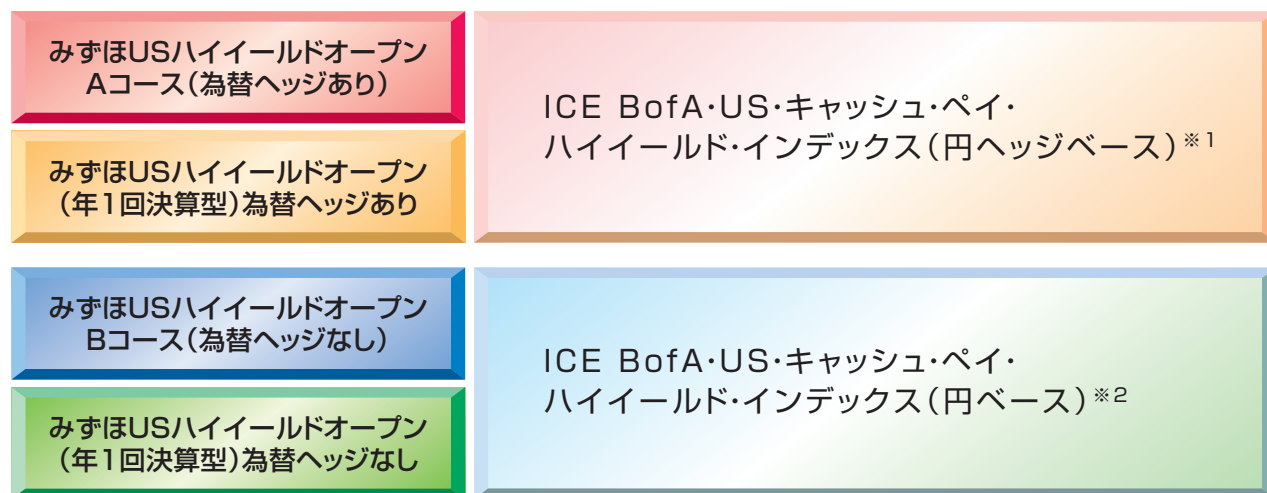 みずほUSハイイールドオープン
Aコース(為替ヘッジあり)
みずほUSハイイールドオープン
(年1回決算型)為替ヘッジあり
ICE BofA・US・キャッシュ・ペイ・
ハイイールド・インデックス(円ヘッジベース)※1
みずほUSハイイールドオープン
Bコース(為替ヘッジなし)
みずほUSハイイールドオープン
(年1回決算型)為替ヘッジなし
ICE BofA・US・キャッシュ・ペイ・
ハイイールド・インデックス(円ベース)※2